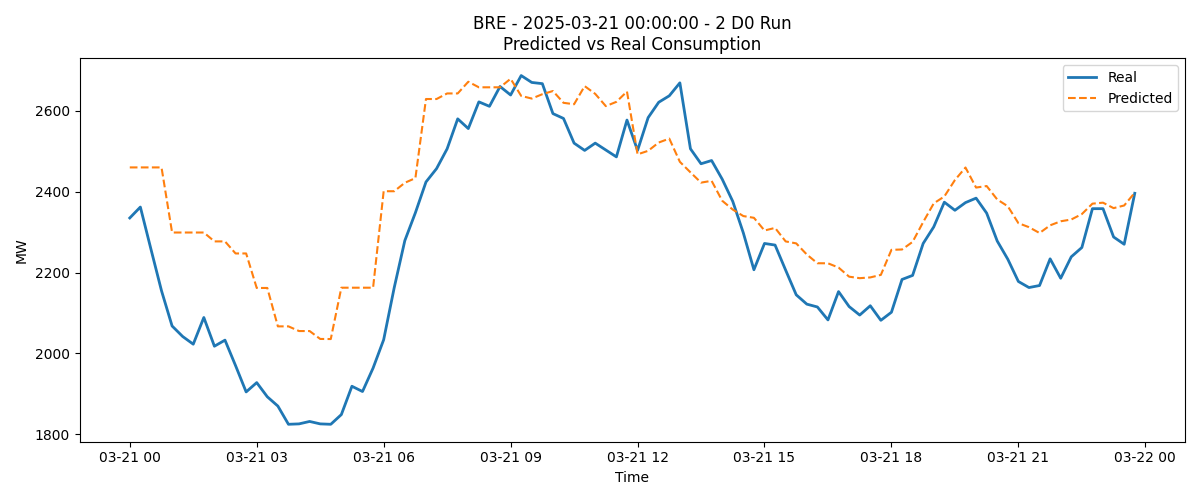 BRE - 2025-03-21 00:00:00 - 2 D0 Run
Predicted vs Real Consumption
Real
Predicted
MW
2600
2400
2200
2000
1800
03-21 00 03-21 03 03-21 06 03-21 09 03-21 12 03-21 15 03-21 18 03-21 21 03-22 00
Time